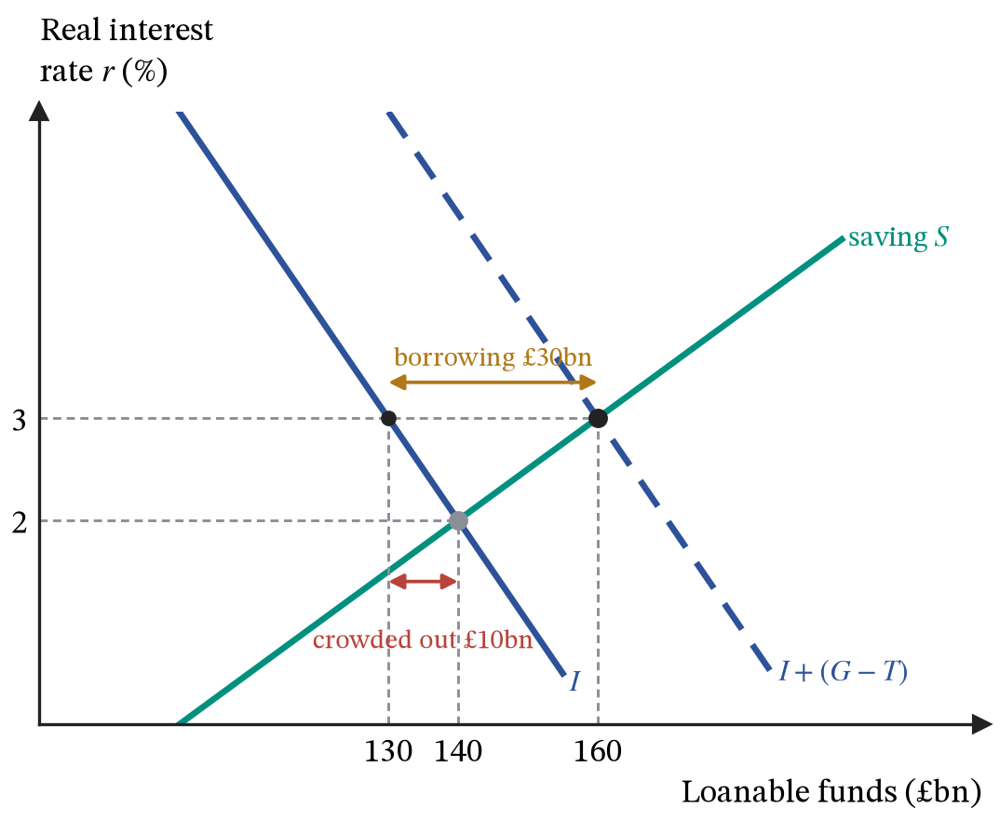 Real interest
rate r (%)
saving S
borrowing £30bn
3
2
crowded out £10bn
I
I + (G − T)
130 140 160
Loanable funds (£bn)